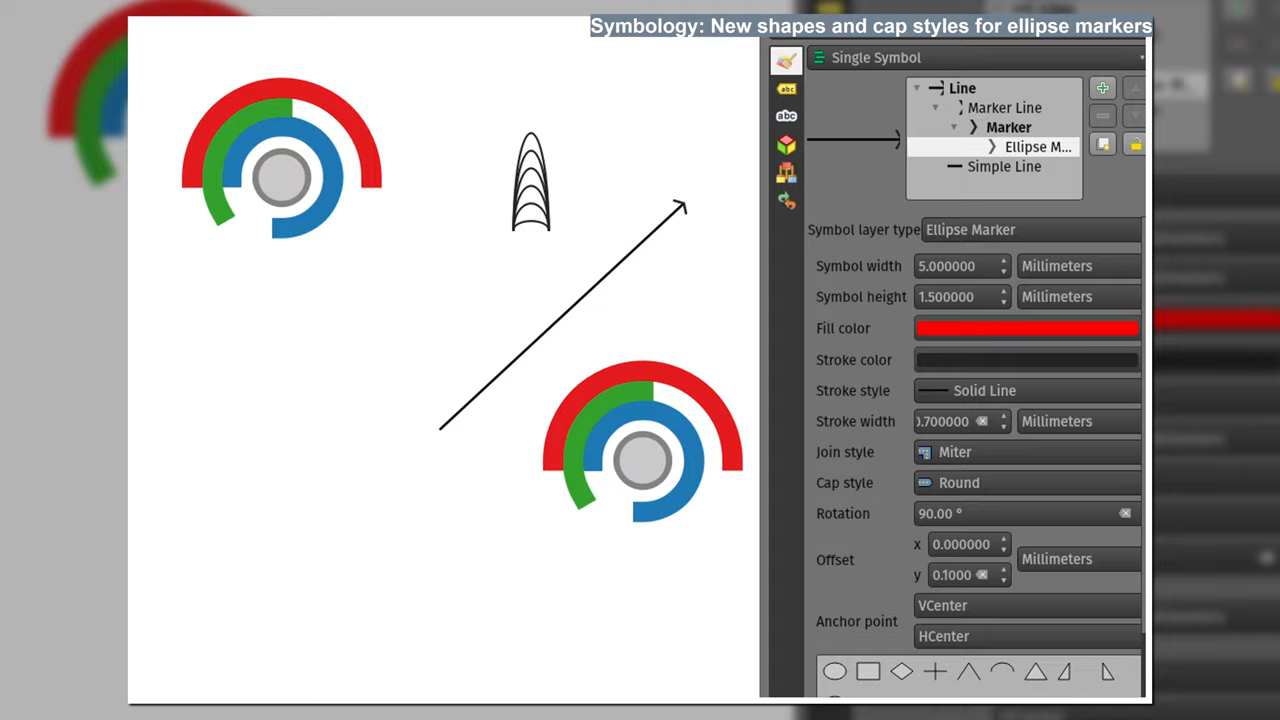 Symbology: New shapes and cap styles for ellipse markers
Single Symbol
Line
Marker Line
Marker
Ellipse M...
Simple Line
abc
abc
Symbol layer type Ellipse Marker
Symbol width 5.000000 Millimeters
Symbol height 1.500000 Millimeters
Fill color
Stroke color
Stroke style Solid Line
Stroke width 0.700000 Millimeters
Join style Miter
Cap style Round
Rotation 90.00 °
Offset x 0.000000 Millimeters
y 0.1000
Anchor point VCenter
HCenter